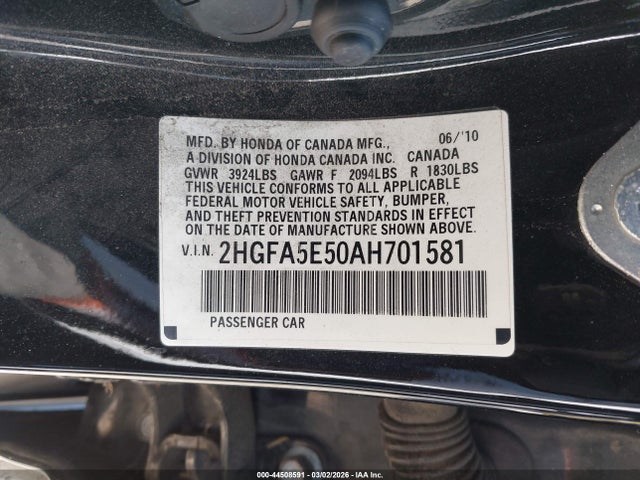 MFD. BY HONDA OF CANADA MFG., 06/'10
A DIVISION OF HONDA CANADA INC. CANADA
GVWR 3924LBS GAWR F 2094LBS R 1830LBS
THIS VEHICLE CONFORMS TO ALL APPLICABLE
FEDERAL MOTOR VEHICLE SAFETY, BUMPER,
AND THEFT PREVENTION STANDARDS IN EFFECT
ON THE DATE OF MANUFACTURE SHOWN ABOVE.
V.I.N. 2HGFA5E50AH701581
PASSENGER CAR
000-44508591 - 03/02/2026 - IAA Inc.